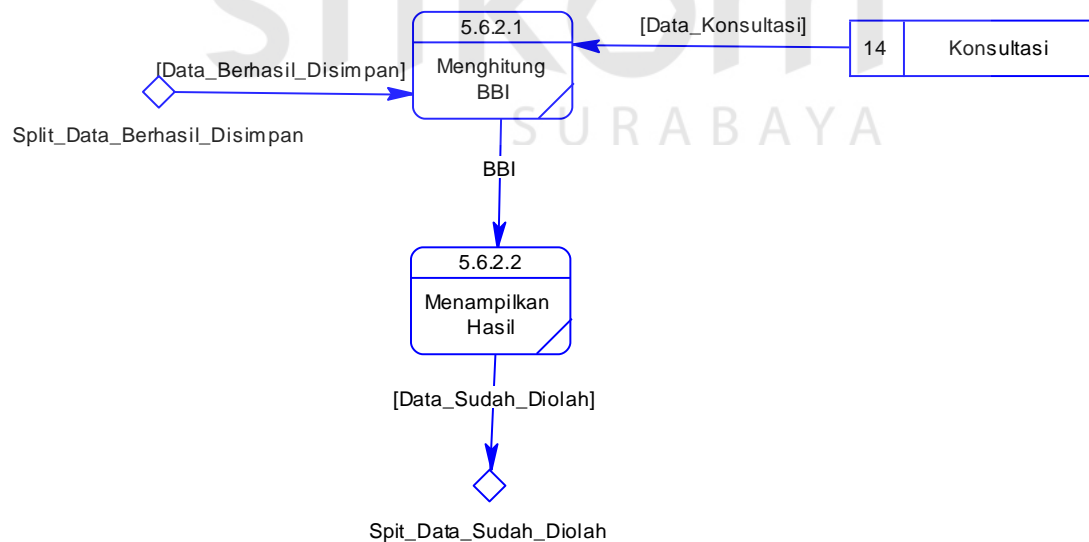 5.6.2.1
Menghitung
BBI
[Data_Konsultasi]
14
Konsultasi
[Data_Berhasil_Disimpan]
Split_Data_Berhasil_Disimpan
SURABAYA
BBI
5.6.2.2
Menampilkan
Hasil
[Data_Sudah_Diolah]
Spit_Data_Sudah_Diolah